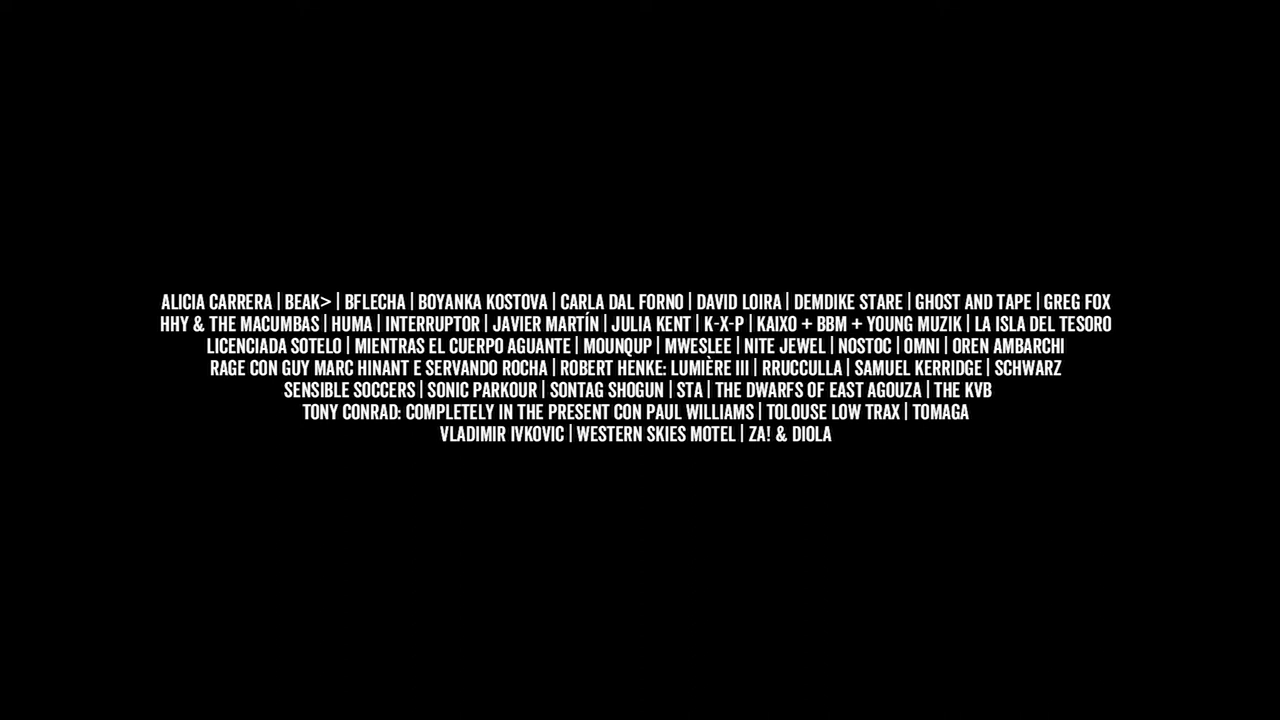 ALICIA CARRERA | BEAK> | BFLECHA | BOYANKA KOSTOVA | CARLA DAL FORNO | DAVID LOIRA | DEMDIKE STARE | GHOST AND TAPE | GREG FOX
HHY & THE MACUMBAS | HUMA | INTERRUPTOR | JAVIER MARTÍN | JULIA KENT | K-X-P | KAIXO + BBM + YOUNG MUZIK | LA ISLA DEL TESORO
LICENCIADA SOTELO | MIENTRAS EL CUERPO AGUANTE | MOUNQUP | MWESLEE | NITE JEWEL | NOSTOC | OMNI | OREN AMBARCHI
RAGE CON GUY MARC HINANT E SERVANDO ROCHA | ROBERT HENKE: LUMIÈRE III | RRUCCULLA | SAMUEL KERRIDGE | SCHWARZ
SENSIBLE SOCCERS | SONIC PARKOUR | SONTAG SHOGUN | STA | THE DWARFS OF EAST AGOUZA | THE KVB
TONY CONRAD: COMPLETELY IN THE PRESENT CON PAUL WILLIAMS | TOLOUSE LOW TRAX | TOMAGA
VLADIMIR IVKOVIC | WESTERN SKIES MOTEL | ZA! & DIOLA